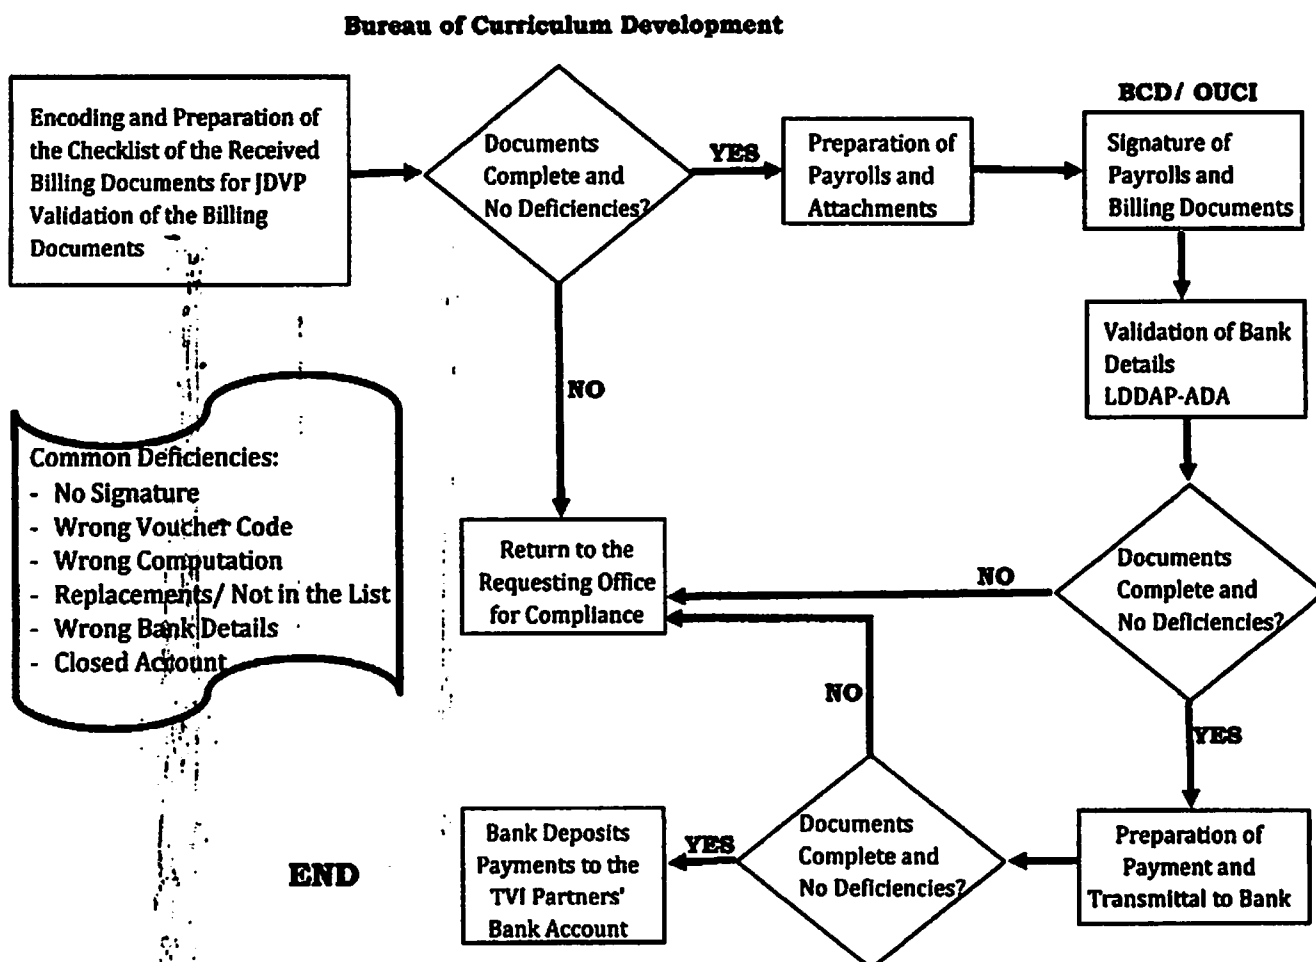 Bureau of Curriculum Development
Encoding and Preparation of
the Checklist of the Received
Billing Documents for JDVP
Validation of the Billing
Documents
Documents
Complete and
No Deficiencies?
YES
Preparation of
Payrolls and
Attachments
BCD/ OUCI
Signature of
Payrolls and
Billing Documents
Validation of Bank
Details
LDDAP-ADA
NO
Common Deficiencies:
- No Signature
- Wrong Voucher Code
- Wrong Computation
- Replacements/ Not in the List
- Wrong Bank Details
- Closed Account
Return to the
Requesting Office
for Compliance
NO
Documents
Complete and
No Deficiencies?
NO
YES
END
Bank Deposits
Payments to the
TVI Partners'
Bank Account
YES
Documents
Complete and
No Deficiencies?
Preparation of
Payment and
Transmittal to Bank